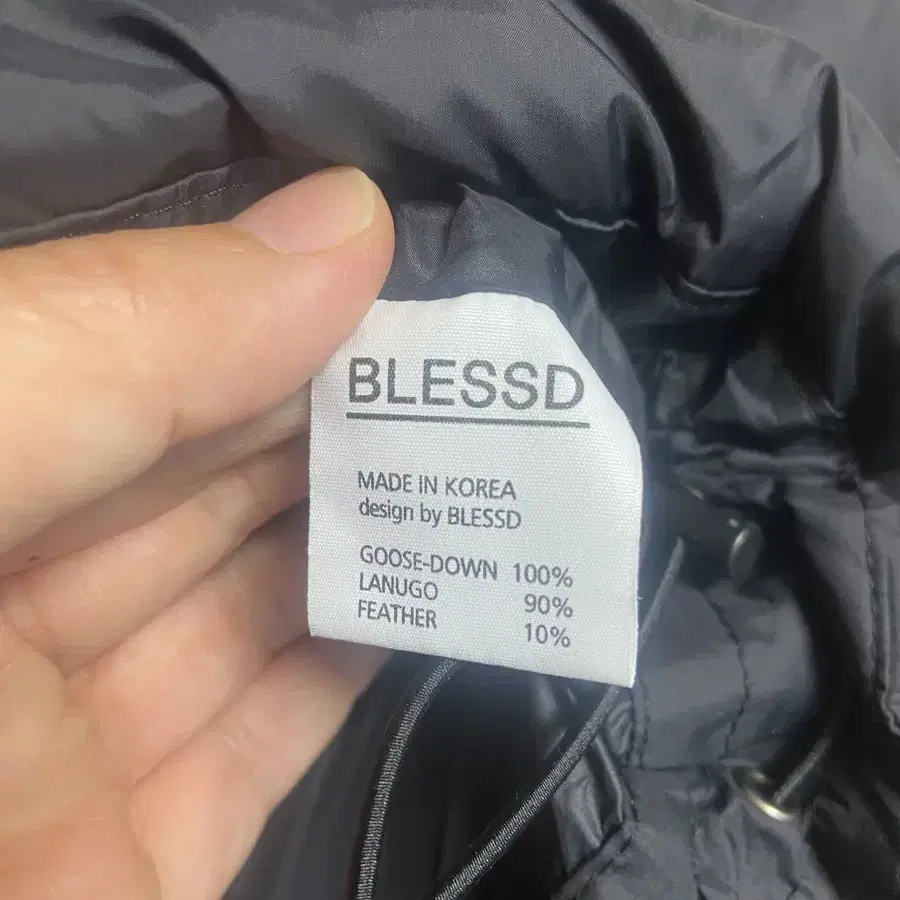 BLESSD
MADE IN KOREA
design by BLESSD
GOOSE-DOWN 100%
LANUGO 90%
FEATHER 10%